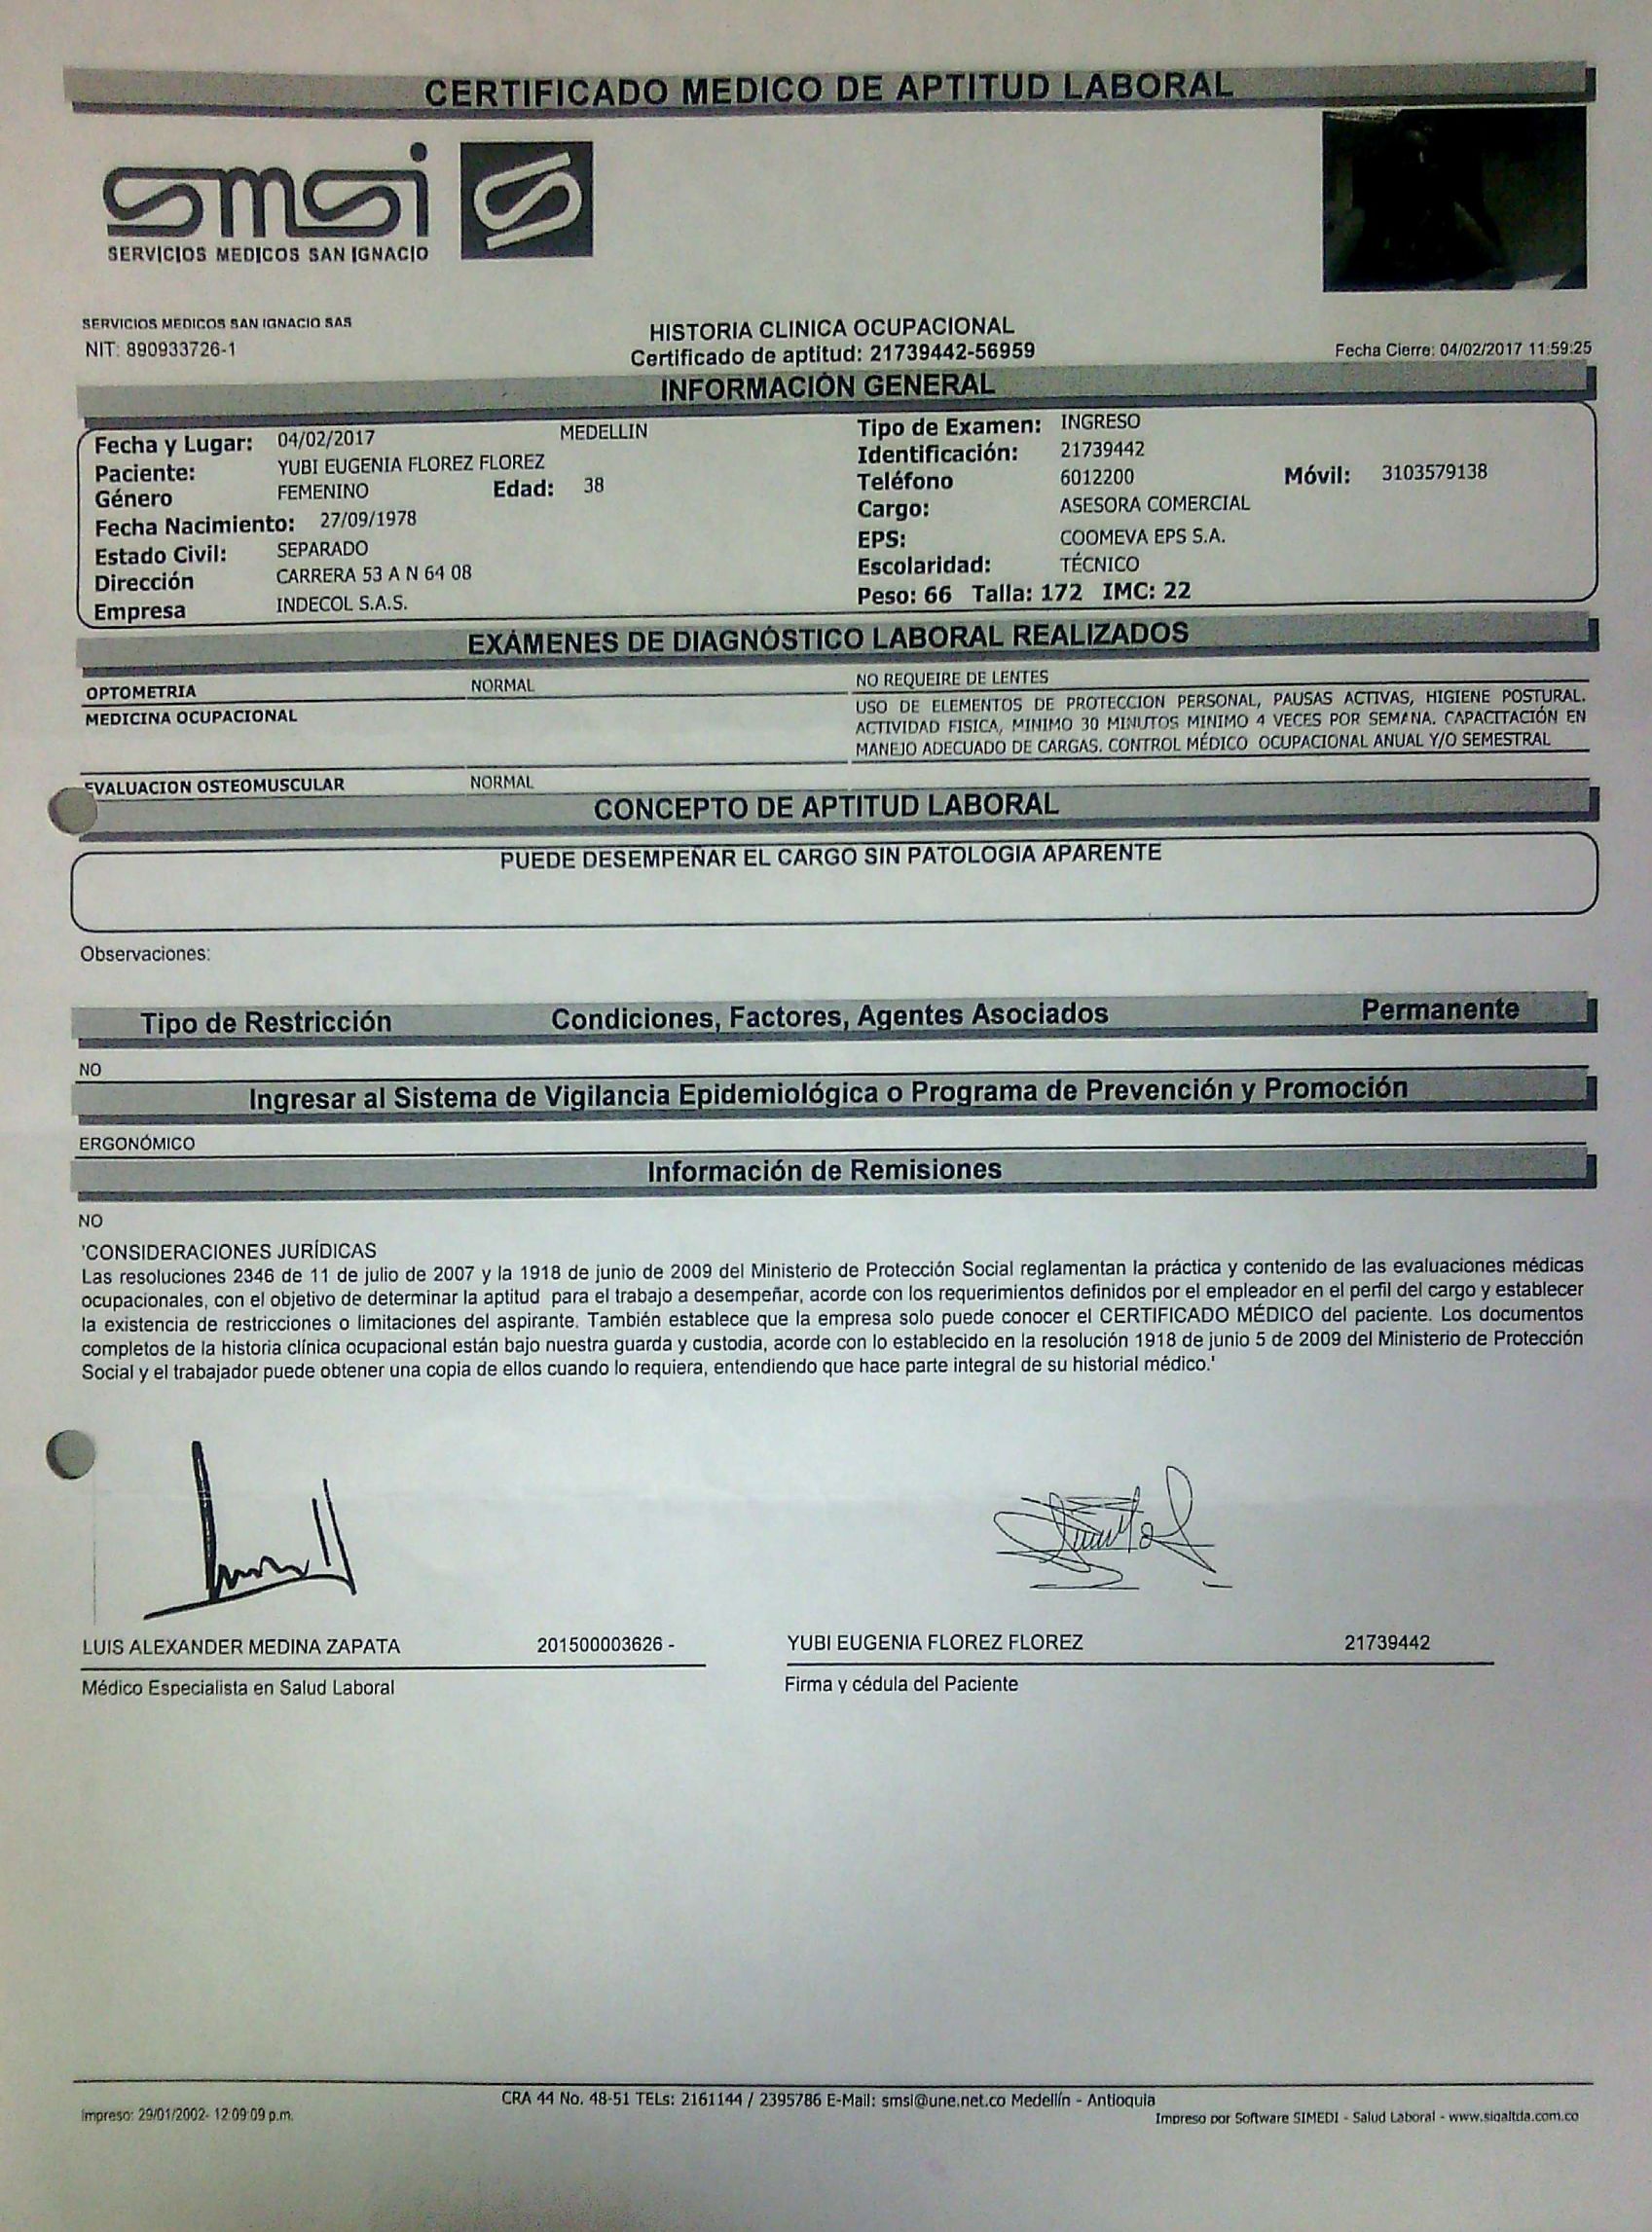 CERTIFICADO MEDICO DE APTITUD LABORAL
smsi
SERVICIOS MEDICOS SAN IGNACIO
SERVICIOS MEDICOS SAN IGNACIO SAS
NIT: 890933726-1
HISTORIA CLINICA OCUPACIONAL
Certificado de aptitud: 21739442-56959
Fecha Cierre: 04/02/2017 11:59:25
INFORMACIÓN GENERAL
Fecha y Lugar: 04/02/2017 MEDELLIN Tipo de Examen: INGRESO
Paciente: YUBI EUGENIA FLOREZ FLOREZ Identificación: 21739442
Género FEMENINO Edad: 38 Teléfono 6012200 Móvil: 3103579138
Fecha Nacimiento: 27/09/1978 Cargo: ASESORA COMERCIAL
Estado Civil: SEPARADO EPS: COOMEVA EPS S.A.
Dirección CARRERA 53 A N 64 08 Escolaridad: TÉCNICO
Empresa INDECOL S.A.S. Peso: 66 Talla: 172 IMC: 22
EXÁMENES DE DIAGNÓSTICO LABORAL REALIZADOS
OPTOMETRIA NORMAL NO REQUEIRE DE LENTES
MEDICINA OCUPACIONAL USO DE ELEMENTOS DE PROTECCION PERSONAL, PAUSAS ACTIVAS, HIGIENE POSTURAL.
ACTIVIDAD FISICA, MINIMO 30 MINUTOS MINIMO 4 VECES POR SEMANA. CAPACITACIÓN EN
MANEJO ADECUADO DE CARGAS. CONTROL MÉDICO OCUPACIONAL ANUAL Y/O SEMESTRAL
EVALUACION OSTEOMUSCULAR NORMAL
CONCEPTO DE APTITUD LABORAL
PUEDE DESEMPEÑAR EL CARGO SIN PATOLOGIA APARENTE
Observaciones:
Tipo de Restricción Condiciones, Factores, Agentes Asociados Permanente
NO
Ingresar al Sistema de Vigilancia Epidemiológica o Programa de Prevención y Promoción
ERGONÓMICO
Información de Remisiones
NO
'CONSIDERACIONES JURÍDICAS
Las resoluciones 2346 de 11 de julio de 2007 y la 1918 de junio de 2009 del Ministerio de Protección Social reglamentan la práctica y contenido de las evaluaciones médicas
ocupacionales, con el objetivo de determinar la aptitud para el trabajo a desempeñar, acorde con los requerimientos definidos por el empleador en el perfil del cargo y establecer
la existencia de restricciones o limitaciones del aspirante. También establece que la empresa solo puede conocer el CERTIFICADO MÉDICO del paciente. Los documentos
completos de la historia clínica ocupacional están bajo nuestra guarda y custodia, acorde con lo establecido en la resolución 1918 de junio 5 de 2009 del Ministerio de Protección
Social y el trabajador puede obtener una copia de ellos cuando lo requiera, entendiendo que hace parte integral de su historial médico.'
LUIS ALEXANDER MEDINA ZAPATA 201500003626 - YUBI EUGENIA FLOREZ FLOREZ 21739442
Médico Especialista en Salud Laboral Firma y cédula del Paciente
CRA 44 No. 48-51 TELs: 2161144 / 2395786 E-Mail: smsi@une.net.co Medellín - Antioquia
Impreso: 29/01/2002- 12:09:09 p.m. Impreso por Software SIMEDI - Salud Laboral - www.sigaltda.com.co